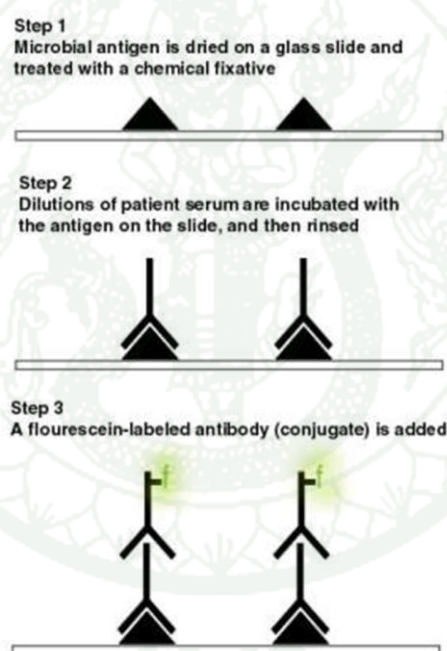 Step 1
Microbial antigen is dried on a glass slide and
treated with a chemical fixative
Step 2
Dilutions of patient serum are incubated with
the antigen on the slide, and then rinsed
Step 3
A flourescein-labeled antibody (conjugate) is added
f f